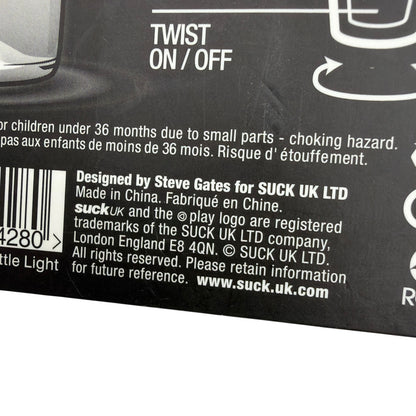 TWIST
ON / OFF
or children under 36 months due to small parts - choking hazard.
pas aux enfants de moins de 36 mois. Risque d'étouffement.
Designed by Steve Gates for SUCK UK LTD
Made in China. Fabriqué en Chine.
suckUK and the play logo are registered
trademarks of the SUCK UK LTD company,
London England E8 4QN. © SUCK UK LTD.
All rights reserved. Please retain information
for future reference. www.suck.uk.com
4280
ttle Light
R